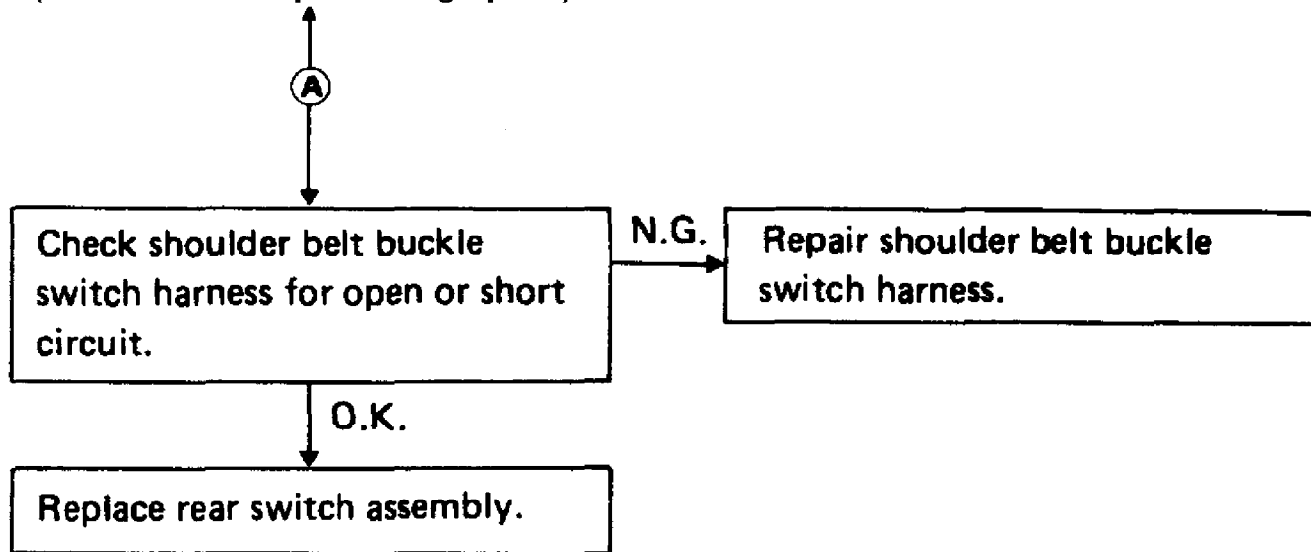 A
Check shoulder belt buckle
switch harness for open or short
circuit.
N.G.
Repair shoulder belt buckle
switch harness.
O.K.
Replace rear switch assembly.